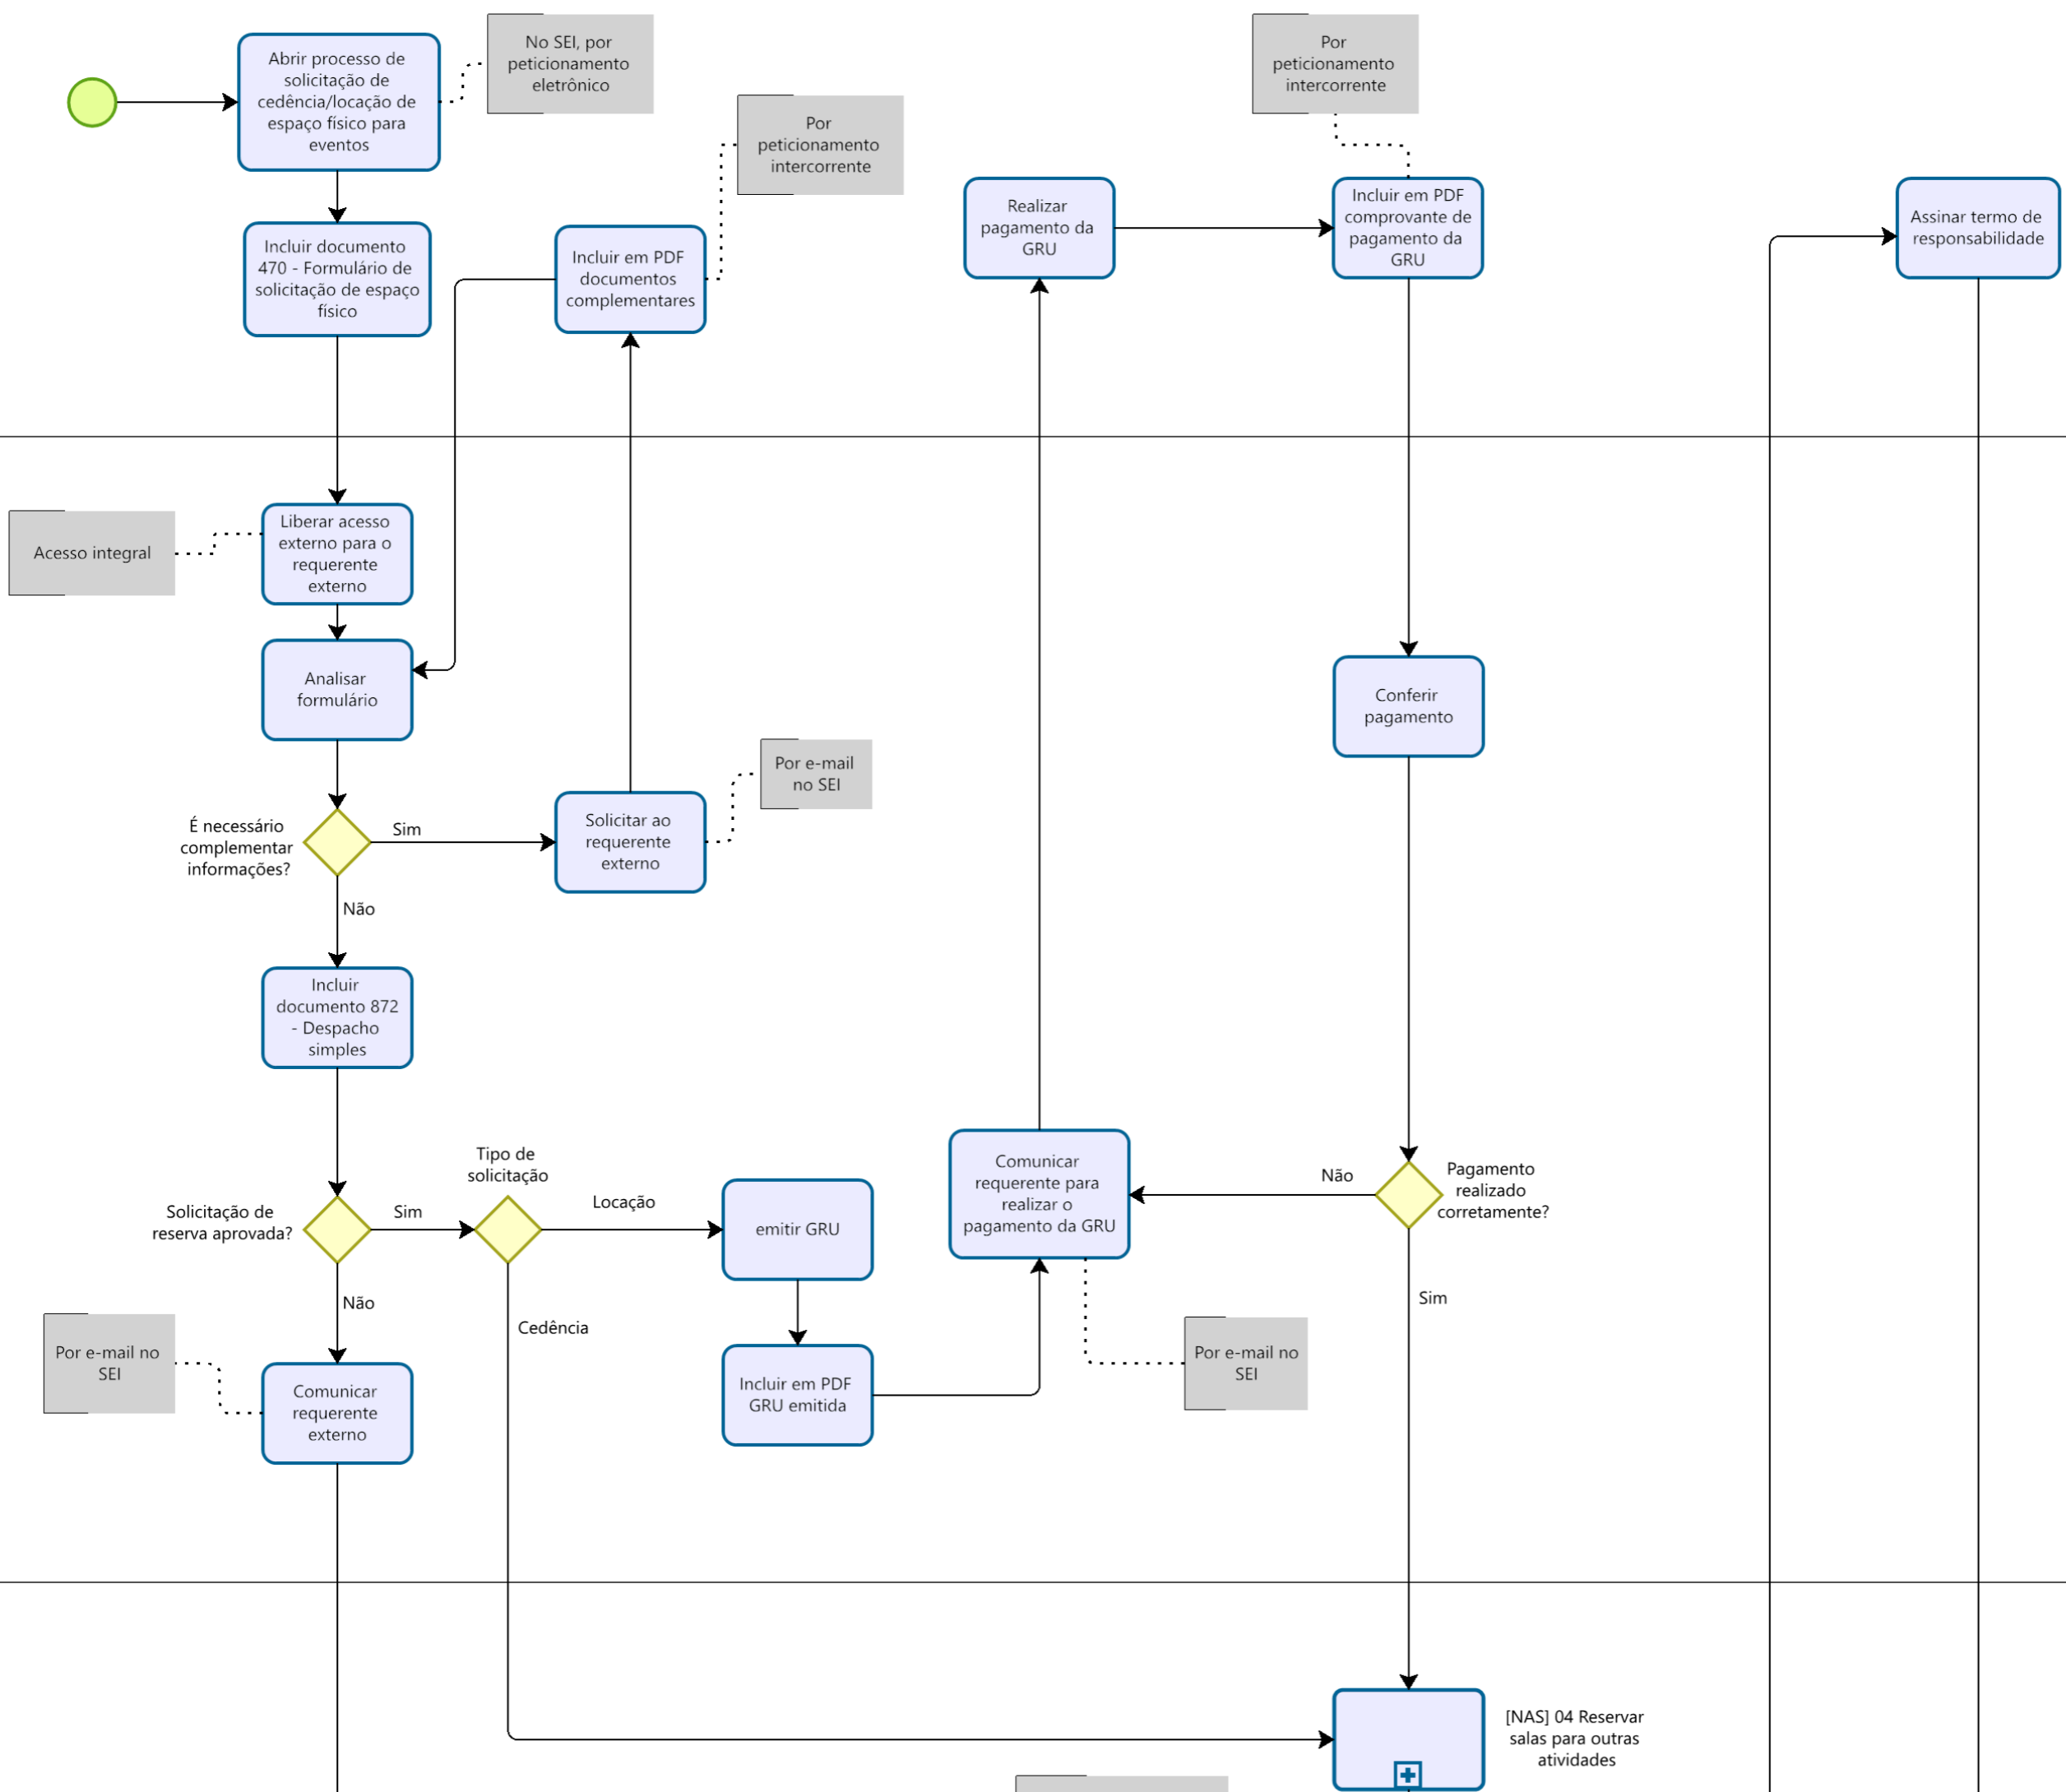 No SEI, por
peticionamento
eletrônico
Por
peticionamento
intercorrente
Abrir processo de
solicitação de
cedência/locação de
espaço físico para
eventos
Por
peticionamento
intercorrente
Incluir documento
470 - Formulário de
solicitação de espaço
físico
Incluir em PDF
documentos
complementares
Realizar
pagamento da
GRU
Incluir em PDF
comprovante de
pagamento da
GRU
Assinar termo de
responsabilidade
Acesso integral
Liberar acesso
externo para o
requerente
externo
Analisar
formulário
Conferir
pagamento
Por e-mail
no SEI
É necessário
complementar
informações?
Sim
Solicitar ao
requerente
externo
Não
Incluir
documento 872
- Despacho
simples
Solicitação de
reserva aprovada?
Sim
Tipo de
solicitação
Locação
emitir GRU
Comunicar
requerente para
realizar o
pagamento da GRU
Não
Pagamento
realizado
corretamente?
Sim
Não
Cedência
Por e-mail no
SEI
Comunicar
requerente
externo
Incluir em PDF
GRU emitida
Por e-mail no
SEI
[NAS] 04 Reservar
salas para outras
atividades